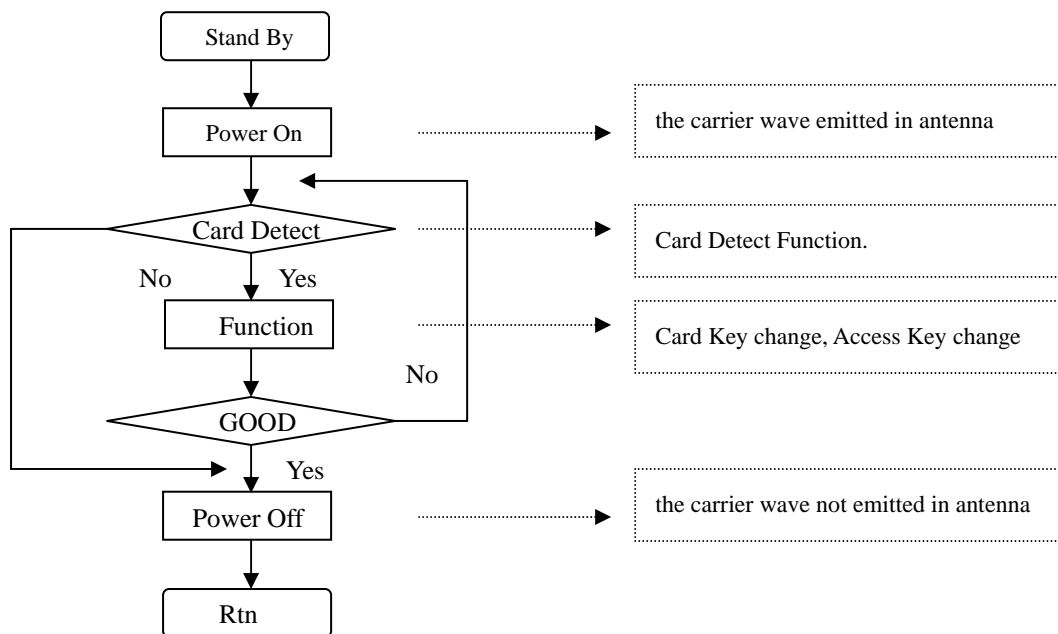 Stand By
Power On
the carrier wave emitted in antenna
Card Detect
Card Detect Function.
No
Yes
Function
Card Key change, Access Key change
No
GOOD
Yes
Power Off
the carrier wave not emitted in antenna
Rtn